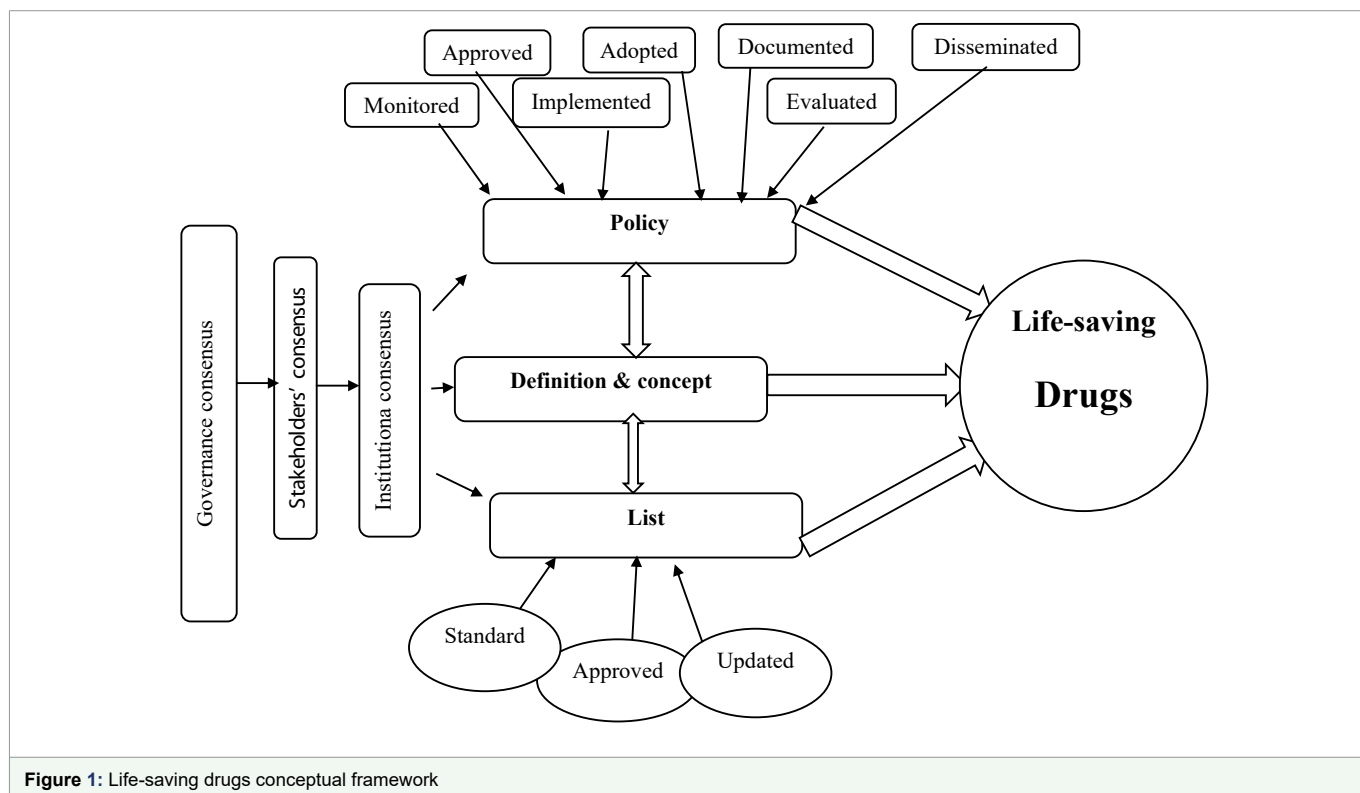 Approved
Adopted
Documented
Disseminated
Monitored
Implemented
Evaluated
Policy
Governance consensus
Stakeholders’ consensus
Instituitiona consensus
Definition & concept
Life-saving
Drugs
List
Standard
Approved
Updated
Figure 1: Life-saving drugs conceptual framework